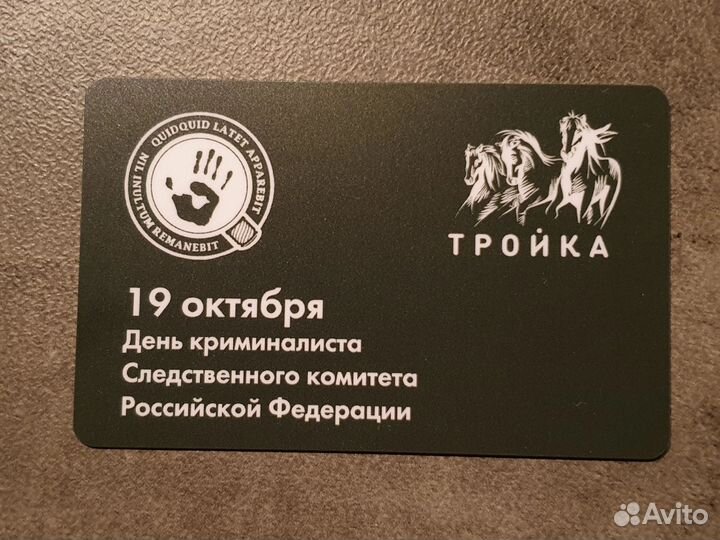 QUIDQUID LATET APPAREBIT
NIL INULTUM REMANEBIT
ТРОЙКА
19 октября
День криминалиста
Следственного комитета
Российской Федерации
Avito